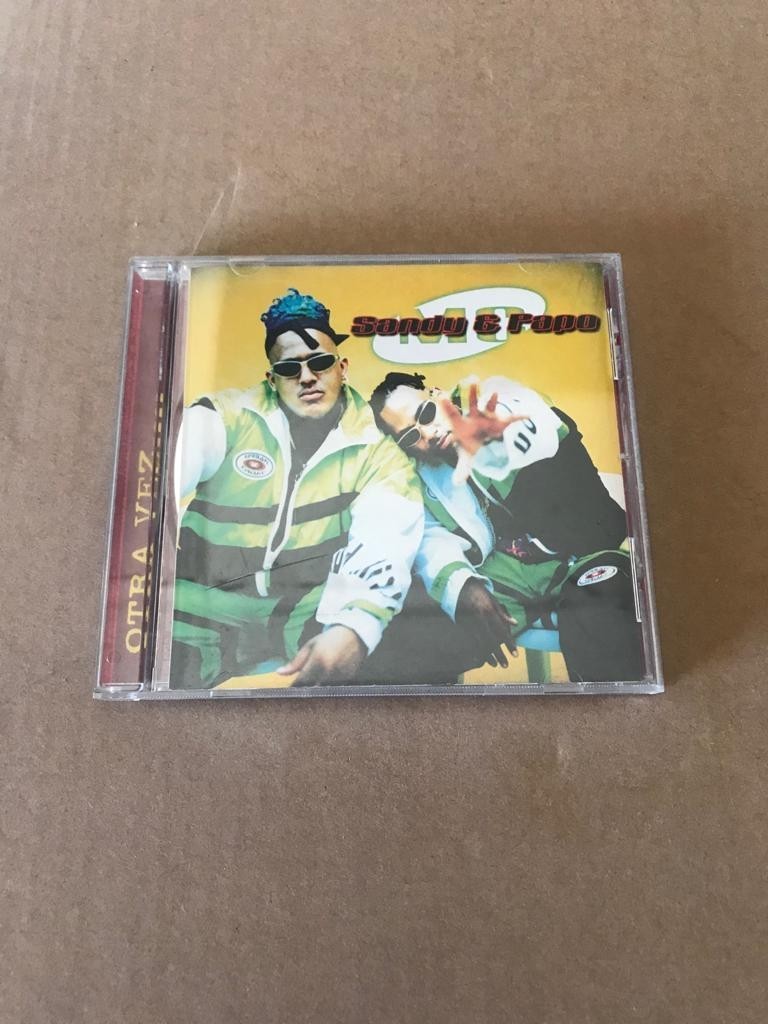 Sandy & Papo
MC
OTRA VEZ